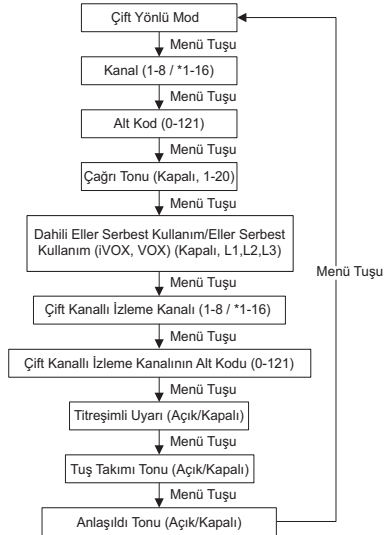 Çift Yönlü Mod
Menü Tuşu
Kanal (1-8 / *1-16)
Menü Tuşu
Alt Kod (0-121)
Menü Tuşu
Çağrı Tonu (Kapalı, 1-20)
Menü Tuşu
Dahili Eller Serbest Kullanım/Eller Serbest
Kullanım (iVOX, VOX) (Kapalı, L1,L2,L3)
Menü Tuşu
Menü Tuşu
Çift Kanallı İzleme Kanalı (1-8 / *1-16)
Menü Tuşu
Çift Kanallı İzleme Kanalının Alt Kodu (0-121)
Menü Tuşu
Titreşimli Uyarı (Açık/Kapalı)
Menü Tuşu
Tuş Takımı Tonu (Açık/Kapalı)
Menü Tuşu
Anlaşıldı Tonu (Açık/Kapalı)